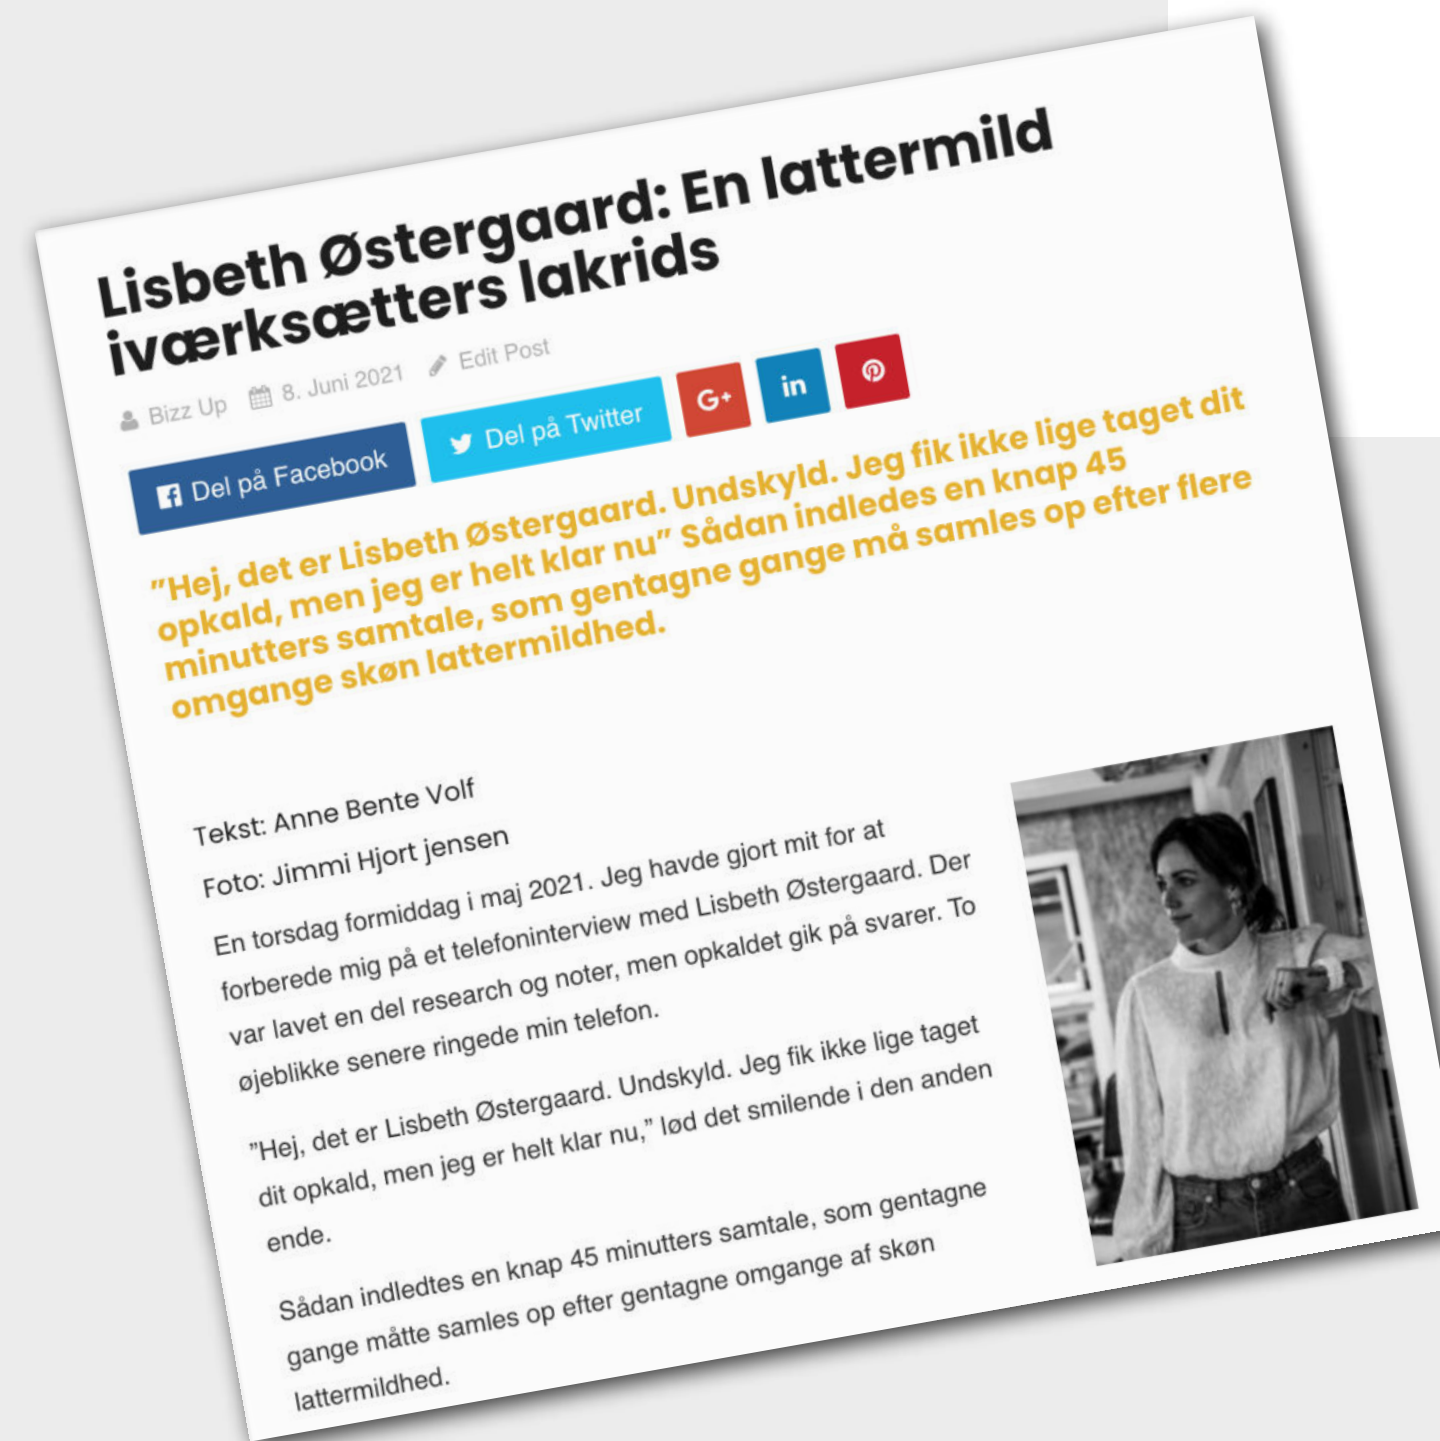 Lisbeth Østergaard: En lattermild
iværksætters lakrids
Bizz Up 8. Juni 2021 Edit Post
Del på Facebook Del på Twitter G+ in
"Hej, det er Lisbeth Østergaard. Undskyld. Jeg fik ikke lige taget dit
opkald, men jeg er helt klar nu” Sådan indledes en knap 45
minutters samtale, som gentagne gange må samles op efter flere
omgange skøn lattermildhed.
Tekst: Anne Bente Volf
Foto: Jimmi Hjort jensen
En torsdag formiddag i maj 2021. Jeg havde gjort mit for at
forberede mig på et telefoninterview med Lisbeth Østergaard. Der
var lavet en del research og noter, men opkaldet gik på svarer. To
øjeblikke senere ringede min telefon.
”Hej, det er Lisbeth Østergaard. Undskyld. Jeg fik ikke lige taget
dit opkald, men jeg er helt klar nu,” lød det smilende i den anden
ende.
Sådan indledtes en knap 45 minutters samtale, som gentagne
gange måtte samles op efter gentagne omgange af skøn
lattermildhed.